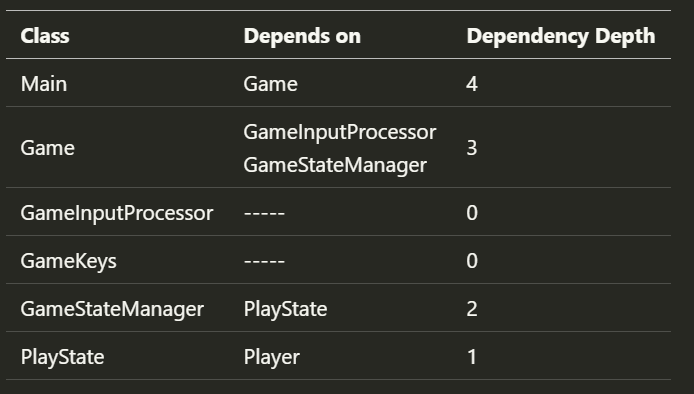 Class Depends on Dependency Depth
Main Game 4
Game GameInputProcessor GameStateManager 3
GameInputProcessor ----- 0
GameKeys ----- 0
GameStateManager PlayState 2
PlayState Player 1